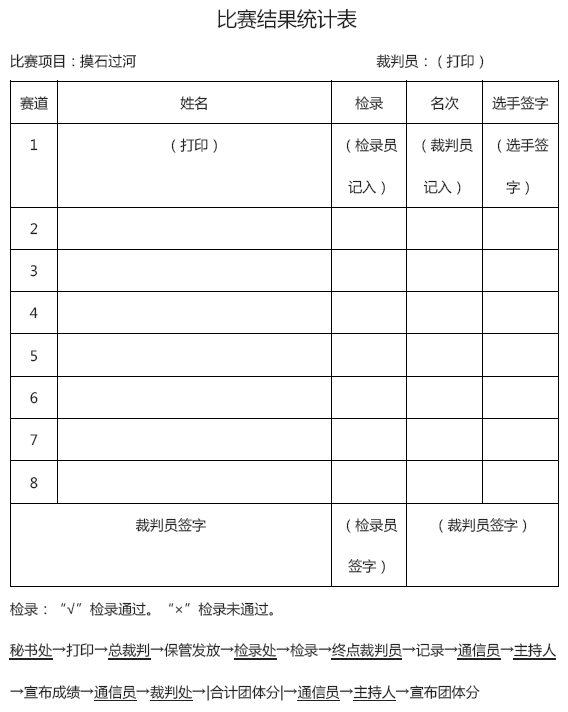 比赛结果统计表
比赛项目：摸石过河 裁判员：（打印）
赛道 姓名 检录 名次 选手签字
1 （打印） （检录员 （裁判员 （选手签
记入） 记入） 字）
2
3
4
5
6
7
8
裁判员签字 （检录员 （裁判员签字）
签字）
检录：“√”检录通过。“×”检录未通过。
秘书处→打印→总裁判→保管发放→检录处→检录→终点裁判员→记录→通信员→主持人
→宣布成绩→通信员→裁判处→|合计团体分|→通信员→主持人→宣布团体分